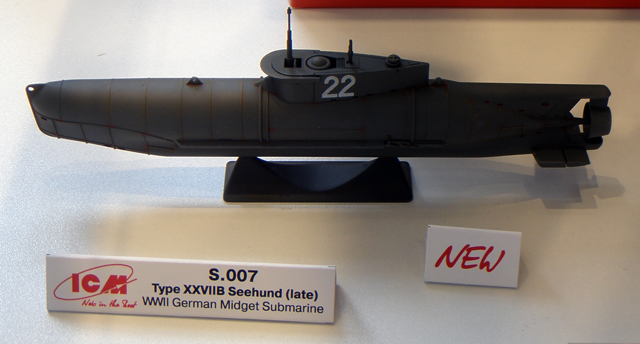 22
ICM
S.007
Type XXVIIB Seehund (late)
WWII German Midget Submarine
NEW